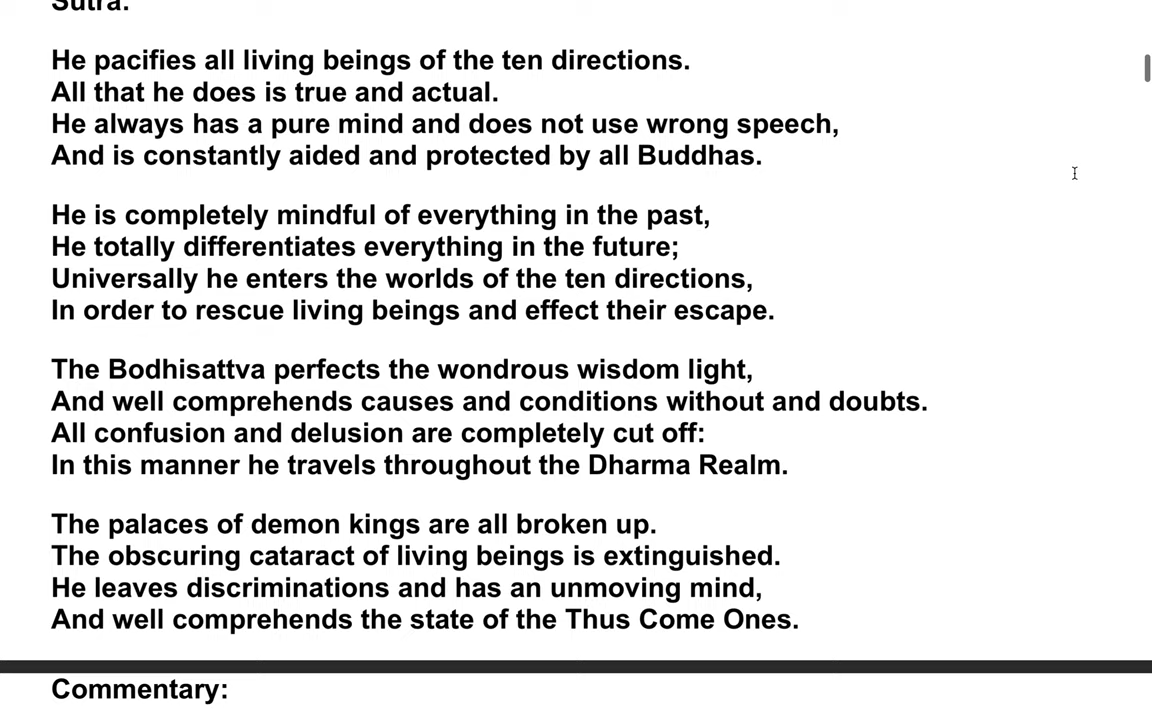 Sutra:
He pacifies all living beings of the ten directions.
All that he does is true and actual.
He always has a pure mind and does not use wrong speech,
And is constantly aided and protected by all Buddhas.
He is completely mindful of everything in the past,
He totally differentiates everything in the future;
Universally he enters the worlds of the ten directions,
In order to rescue living beings and effect their escape.
The Bodhisattva perfects the wondrous wisdom light,
And well comprehends causes and conditions without and doubts.
All confusion and delusion are completely cut off:
In this manner he travels throughout the Dharma Realm.
The palaces of demon kings are all broken up.
The obscuring cataract of living beings is extinguished.
He leaves discriminations and has an unmoving mind,
And well comprehends the state of the Thus Come Ones.
Commentary: